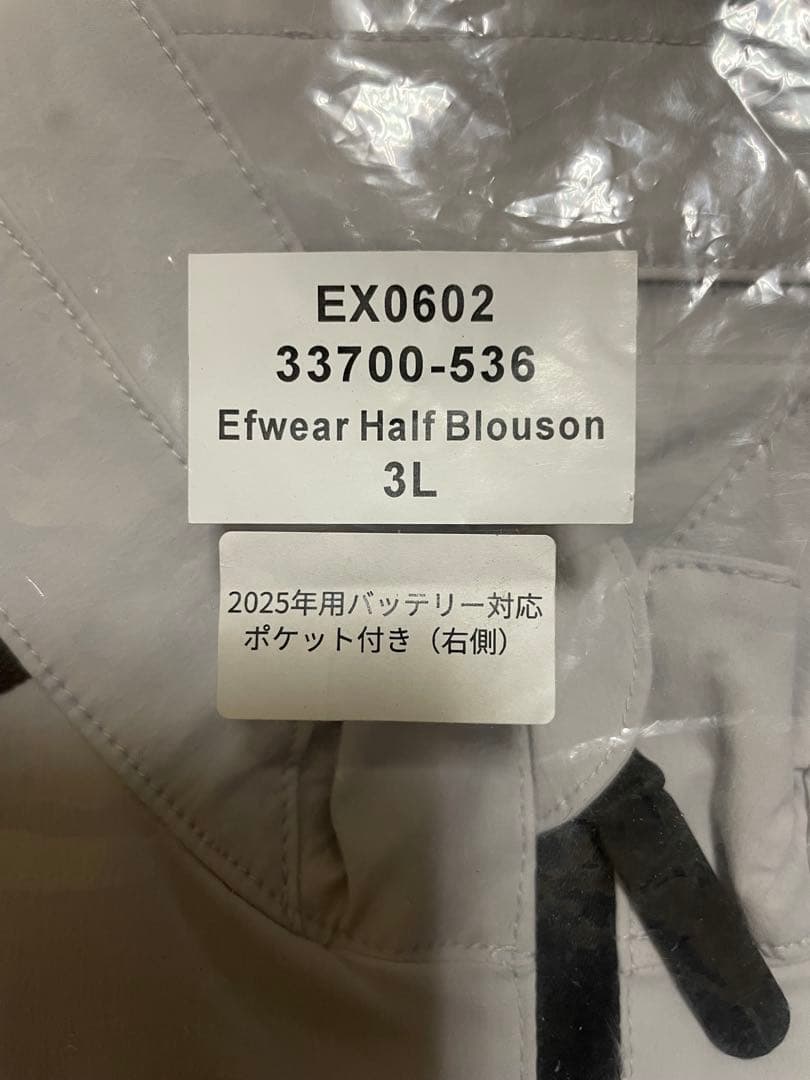 EX0602
33700-536
Efwear Half Blouson
3L
2025年用バッテリー対応
ポケット付き（右側）